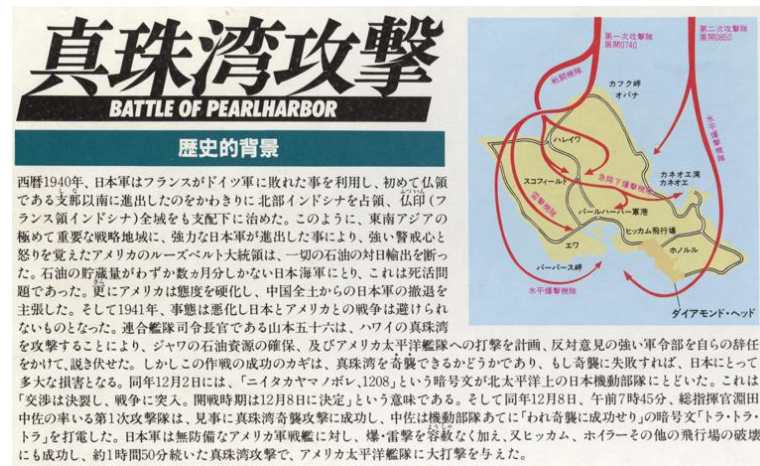 真珠湾攻撃
BATTLE OF PEARLHARBOR
歴史的背景
西暦1940年、日本軍はフランスがドイツ軍に敗れた事を利用し、初めて仏領
である支那以南に進出したのをかわきりに北部インドシナを占領、仏印(フ
ランス領インドシナ)全域をも支配下に治めた。このように、東南アジアの
極めて重要な戦略地域に、強力な日本軍が進出した事により、強い警戒心と
怒りを覚えたアメリカのルーズベルト大統領は、一切の石油の対日輸出を断っ
た。石油の貯蔵量がわずか数ヵ月分しかない日本海軍にとり、これは死活問
題であった。更にアメリカは態度を硬化し、中国全土からの日本軍の撤退を
主張した。そして1941年、事態は悪化し日本とアメリカとの戦争は避けられ
ないものとなった。連合艦隊司令長官である山本五十六は、ハワイの真珠湾
を攻撃することにより、ジャワの石油資源の確保、及びアメリカ太平洋艦隊への打撃を計画、反対意見の強い軍令部を自らの辞任
をかけて、説き伏せた。しかしこの作戦の成功のカギは、真珠湾を奇襲できるかどうかであり、もし奇襲に失敗すれば、日本にとって
多大な損害となる。同年12月2日には、「ニイタカヤマノボレ、1208」という暗号文が北太平洋上の日本機動部隊にとどいた。これは
「交渉は決裂し、戦争に突入。開戦時期は12月8日に決定」という意味である。そして同年12月8日、午前7時45分、総指揮官淵田
中佐の率いる第1次攻撃隊は、見事に真珠湾奇襲攻撃に成功し、中佐は機動部隊あてに「われ奇襲に成功せり」の暗号文「トラ・トラ・
トラ」を打電した。日本軍は無防備なアメリカ軍戦艦に対し、爆・雷撃を容赦なく加え、又ヒッカム、ホイラーその他の飛行場の破壊
にも成功し、約1時間50分続いた真珠湾攻撃で、アメリカ太平洋艦隊に大打撃を与えた。
第一次攻撃隊
展開0740
第二次攻撃隊
展開0850
戦闘機隊
カフク岬
オパナ
水平爆撃機隊
ハレイワ
カネオエ湾
カネオエ
スコフィールド
急降下爆撃機隊
雷撃機隊
パールハーバー軍港
ヒッカム飛行場
エワ
ホノルル
バーバース岬
水平爆撃機隊
ダイアモンド・ヘッド